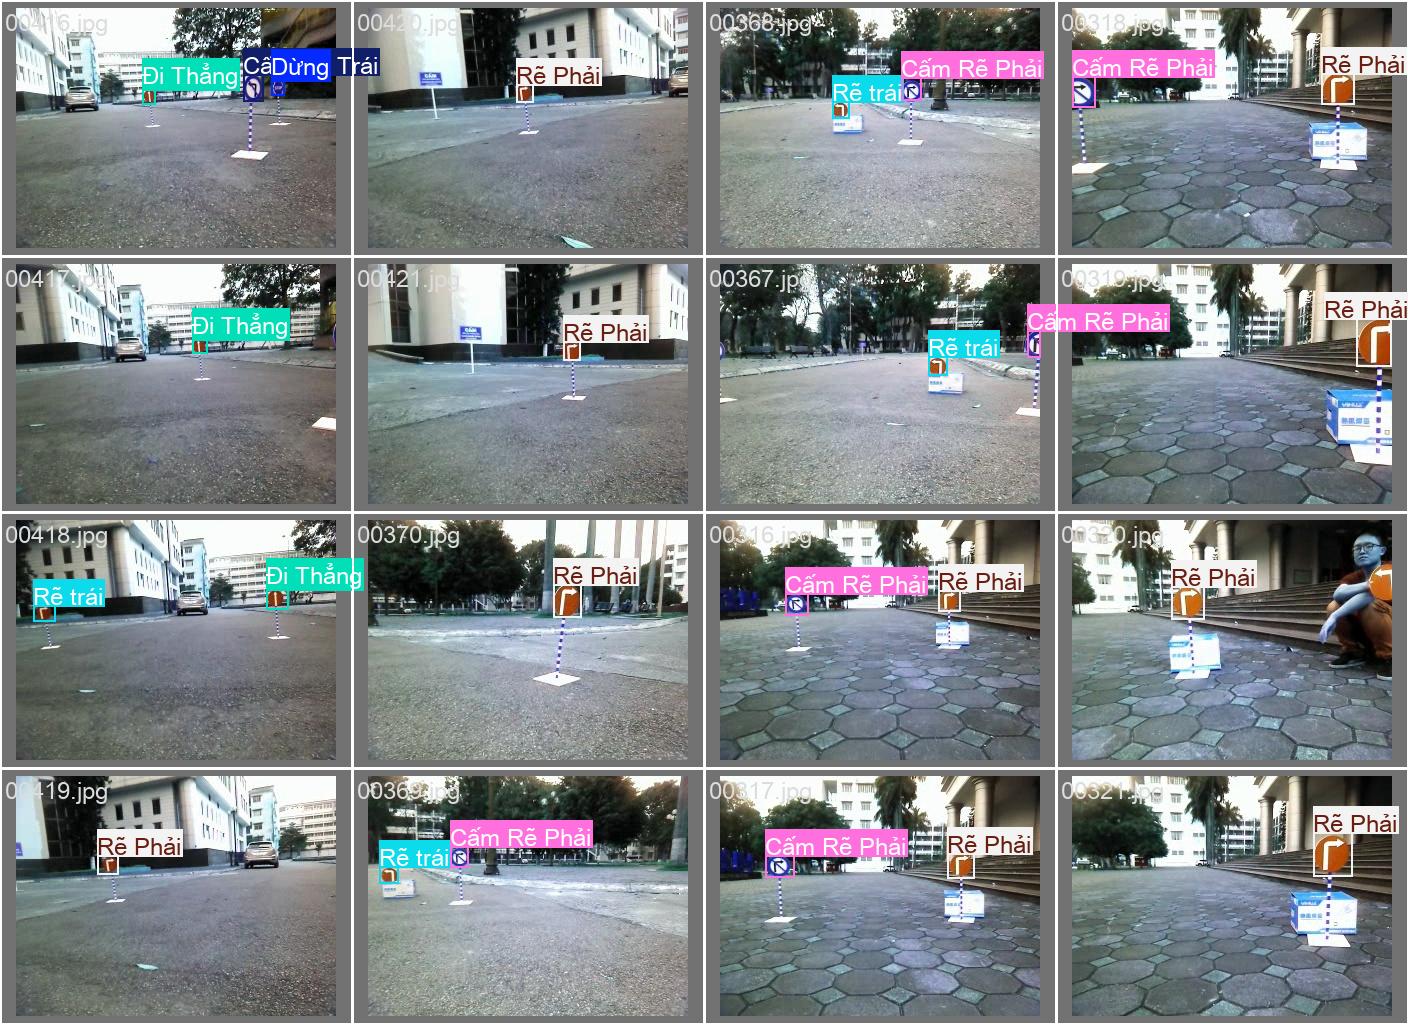 00416.jpg
Đi Thẳng
Dừng
Trái
00420.jpg
CẤM
Rẽ Phải
00368.jpg
Rẽ trái
Cấm Rẽ Phải
00318.jpg
Cấm Rẽ Phải
Rẽ Phải
00417.jpg
Đi Thẳng
00421.jpg
CẤM
Rẽ Phải
00367.jpg
Rẽ trái
Cấm Rẽ Phải
00319.jpg
Rẽ Phải
00418.jpg
Rẽ trái
Đi Thẳng
00370.jpg
Rẽ Phải
00316.jpg
Cấm Rẽ Phải
Rẽ Phải
00320.jpg
Rẽ Phải
00419.jpg
Rẽ Phải
00369.jpg
Rẽ trái
Cấm Rẽ Phải
00317.jpg
Cấm Rẽ Phải
Rẽ Phải
00321.jpg
Rẽ Phải